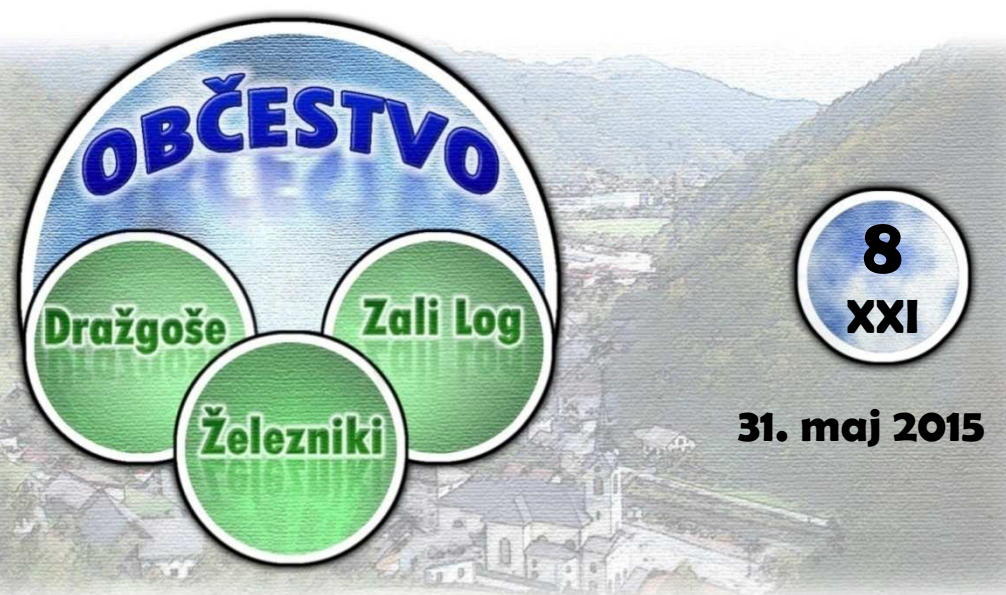 OBČESTVO
Dražgoše
Zali Log
Železniki
8
XXI
31. maj 2015